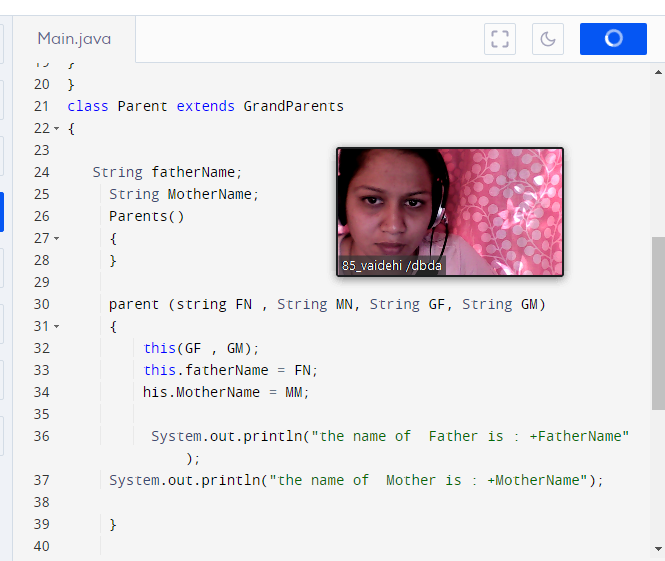 Main.java
19 }
20 }
21 class Parent extends GrandParents
22 {
23
24 String fatherName;
25 String MotherName;
26 Parents()
27 {
28 }
29
30 parent (string FN , String MN, String GF, String GM)
31 {
32 this(GF , GM);
33 this.fatherName = FN;
34 his.MotherName = MM;
35
36 System.out.println("the name of  Father is : +FatherName"
);
37 System.out.println("the name of  Mother is : +MotherName");
38
39 }
40
85_vaidehi /dbda